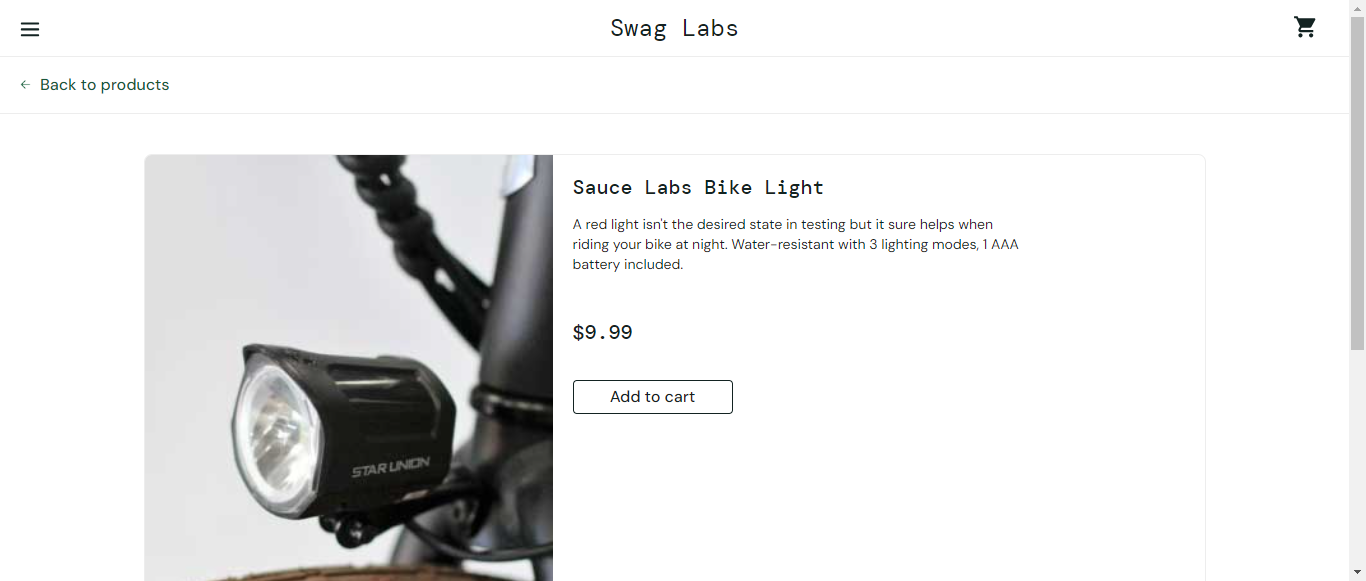 Swag Labs
Back to products
Sauce Labs Bike Light
A red light isn't the desired state in testing but it sure helps when
riding your bike at night. Water-resistant with 3 lighting modes, 1 AAA
battery included.
$9.99
Add to cart
STAR UNION